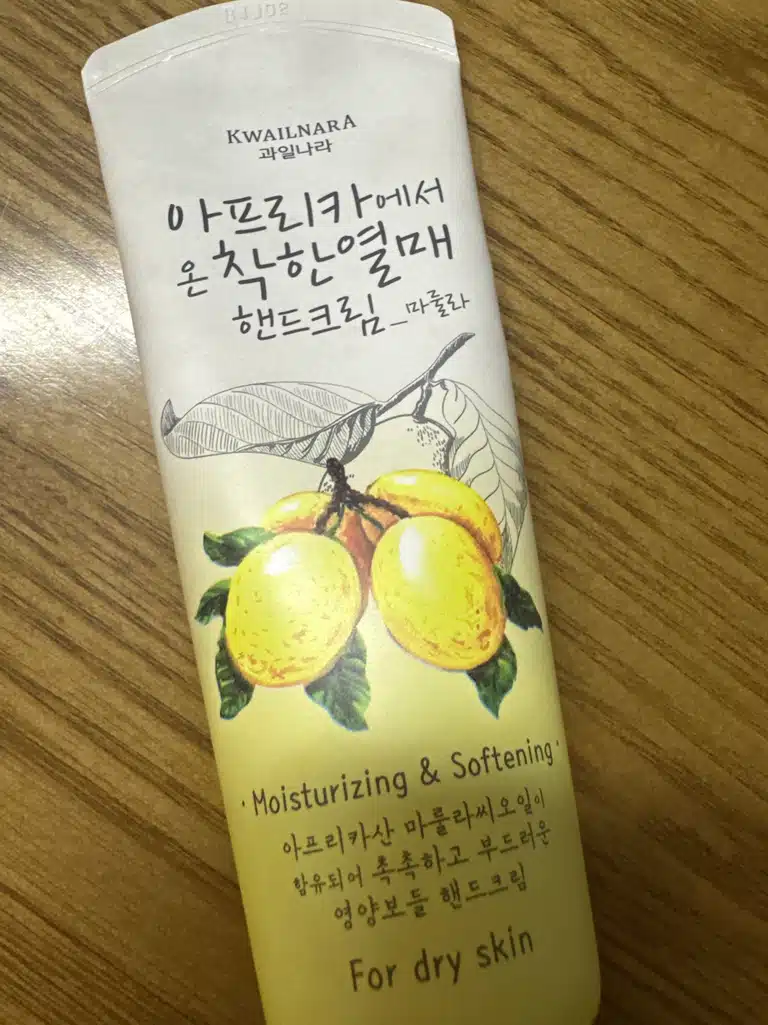 KWAILNARA
과일나라
아프리카에서
온 착한열매
핸드크림_마룰라
·Moisturizing & Softening·
아프리카산 마룰라씨오일이
함유되어 촉촉하고 부드러운
영양보들 핸드크림
For dry skin